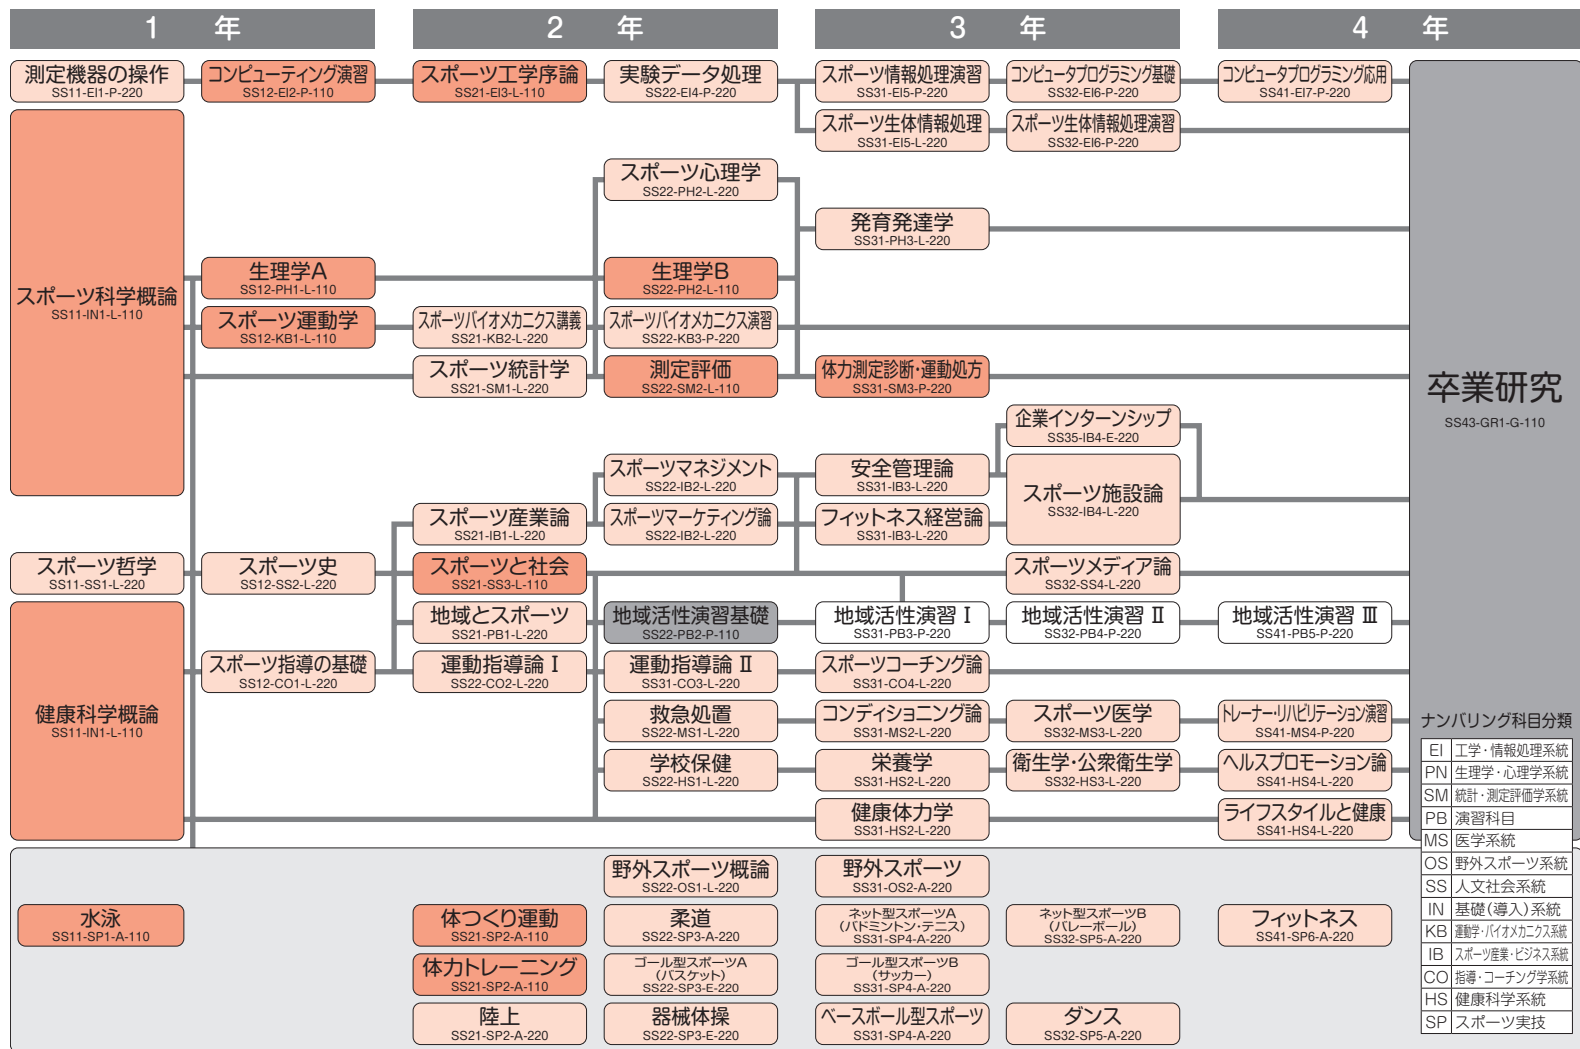 1 年
2 年
3 年
4 年
測定機器の操作
SS11-EI1-P-220
コンピューティング演習
SS12-EI2-P-110
スポーツ工学序論
SS21-EI3-L-110
実験データ処理
SS22-EI4-P-220
スポーツ情報処理演習
SS31-EI5-P-220
コンピュータプログラミング基礎
SS32-EI6-P-220
コンピュータプログラミング応用
SS41-EI7-P-220
スポーツ生体情報処理
SS31-EI5-L-220
スポーツ生体情報処理演習
SS32-EI6-P-220
スポーツ心理学
SS22-PH2-L-220
発育発達学
SS31-PH3-L-220
スポーツ科学概論
SS11-IN1-L-110
生理学A
SS12-PH1-L-110
生理学B
SS22-PH2-L-110
スポーツ運動学
SS12-KB1-L-110
スポーツバイオメカニクス講義
SS21-KB2-L-220
スポーツバイオメカニクス演習
SS22-KB3-P-220
スポーツ統計学
SS21-SM1-L-220
測定評価
SS22-SM2-L-110
体力測定診断・運動処方
SS31-SM3-P-220
卒業研究
SS43-GR1-G-110
企業インターンシップ
SS35-IB4-E-220
スポーツマネジメント
SS22-IB2-L-220
安全管理論
SS31-IB3-L-220
スポーツ施設論
SS32-IB4-L-220
スポーツ産業論
SS21-IB1-L-220
スポーツマーケティング論
SS22-IB2-L-220
フィットネス経営論
SS31-IB3-L-220
スポーツ哲学
SS11-SS1-L-220
スポーツ史
SS12-SS2-L-220
スポーツと社会
SS21-SS3-L-110
スポーツメディア論
SS32-SS4-L-220
地域とスポーツ
SS21-PB1-L-220
地域活性演習基礎
SS22-PB2-P-110
地域活性演習 I
SS31-PB3-P-220
地域活性演習 II
SS32-PB4-P-220
地域活性演習 III
SS41-PB5-P-220
健康科学概論
SS11-IN1-L-110
スポーツ指導の基礎
SS12-CO1-L-220
運動指導論 I
SS22-CO2-L-220
運動指導論 II
SS31-CO3-L-220
スポーツコーチング論
SS31-CO4-L-220
救急処置
SS22-MS1-L-220
コンディショニング論
SS31-MS2-L-220
スポーツ医学
SS32-MS3-L-220
トレーナー・リハビリテーション演習
SS41-MS4-P-220
学校保健
SS22-HS1-L-220
栄養学
SS31-HS2-L-220
衛生学・公衆衛生学
SS32-HS3-L-220
ヘルスプロモーション論
SS41-HS4-L-220
健康体力学
SS31-HS2-L-220
ライフスタイルと健康
SS41-HS4-L-220
ナンバリング科目分類
EI 工学・情報処理系統
PN 生理学・心理学系統
SM 統計・測定評価学系統
PB 演習科目
MS 医学系統
OS 野外スポーツ系統
SS 人文社会系統
IN 基礎(導入)系統
KB 運動学・バイオメカニクス系統
IB スポーツ産業・ビジネス系統
CO 指導・コーチング学系統
HS 健康科学系統
SP スポーツ実技
野外スポーツ概論
SS22-OS1-L-220
野外スポーツ
SS31-OS2-A-220
水泳
SS11-SP1-A-110
体つくり運動
SS21-SP2-A-110
柔道
SS22-SP3-A-220
ネット型スポーツA
(バドミントン・テニス)
SS31-SP4-A-220
ネット型スポーツB
(バレーボール)
SS32-SP5-A-220
フィットネス
SS41-SP6-A-220
体力トレーニング
SS21-SP2-A-110
ゴール型スポーツA
(バスケット)
SS22-SP3-E-220
ゴール型スポーツB
(サッカー)
SS31-SP4-A-220
陸上
SS21-SP2-A-220
器械体操
SS22-SP3-E-220
ベースボール型スポーツ
SS31-SP4-A-220
ダンス
SS32-SP5-A-220